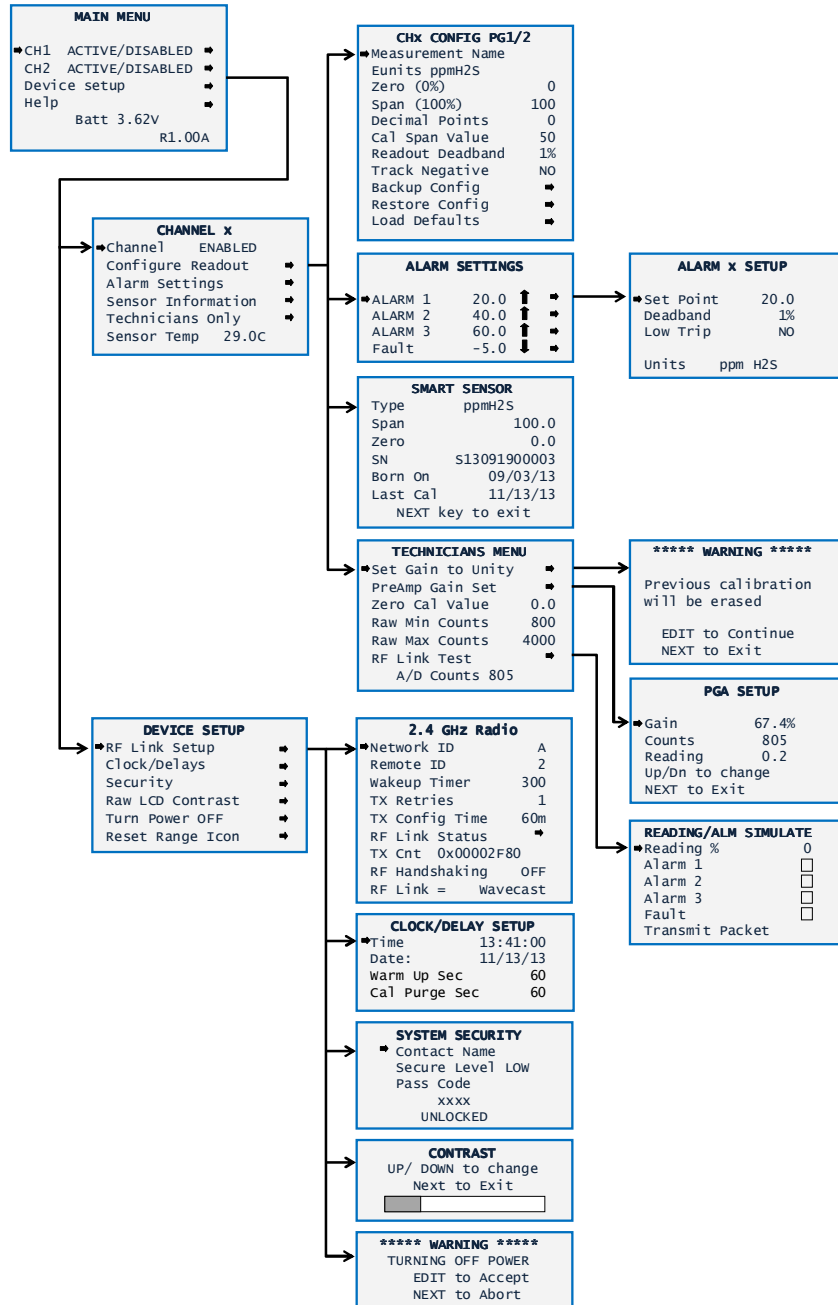 MAIN MENU
CH1 ACTIVE/DISABLED
CH2 ACTIVE/DISABLED
Device setup
Help
Batt 3.62V
R1.00A
CHx CONFIG PG1/2
Measurement Name
Eunits ppmH2S
Zero (0%) 0
Span (100%) 100
Decimal Points 0
Cal Span Value 50
Readout Deadband 1%
Track Negative NO
Backup Config
Restore Config
Load Defaults
CHANNEL x
Channel ENABLED
Configure Readout
Alarm Settings
Sensor Information
Technicians Only
Sensor Temp 29.0C
ALARM SETTINGS
ALARM 1 20.0
ALARM 2 40.0
ALARM 3 60.0
Fault -5.0
ALARM x SETUP
Set Point 20.0
Deadband 1%
Low Trip NO
Units ppm H2S
SMART SENSOR
Type ppmH2S
Span 100.0
Zero 0.0
SN S13091900003
Born On 09/03/13
Last Cal 11/13/13
NEXT key to exit
TECHNICIANS MENU
Set Gain to Unity
PreAmp Gain Set
Zero Cal Value 0.0
Raw Min Counts 800
Raw Max Counts 4000
RF Link Test
A/D Counts 805
***** WARNING *****
Previous calibration
will be erased
EDIT to Continue
NEXT to Exit
PGA SETUP
Gain 67.4%
Counts 805
Reading 0.2
Up/Dn to change
NEXT to Exit
READING/ALM SIMULATE
Reading % 0
Alarm 1
Alarm 2
Alarm 3
Fault
Transmit Packet
DEVICE SETUP
RF Link Setup
Clock/Delays
Security
Raw LCD Contrast
Turn Power OFF
Reset Range Icon
2.4 GHz Radio
Network ID A
Remote ID 2
Wakeup Timer 300
TX Retries 1
TX Config Time 60m
RF Link Status
TX Cnt 0x00002F80
RF Handshaking OFF
RF Link = Wavecast
CLOCK/DELAY SETUP
Time 13:41:00
Date: 11/13/13
Warm Up Sec 60
Cal Purge Sec 60
SYSTEM SECURITY
Contact Name
Secure Level LOW
Pass Code
xxxx
UNLOCKED
CONTRAST
UP/ DOWN to change
Next to Exit
***** WARNING *****
TURNING OFF POWER
EDIT to Accept
NEXT to Abort